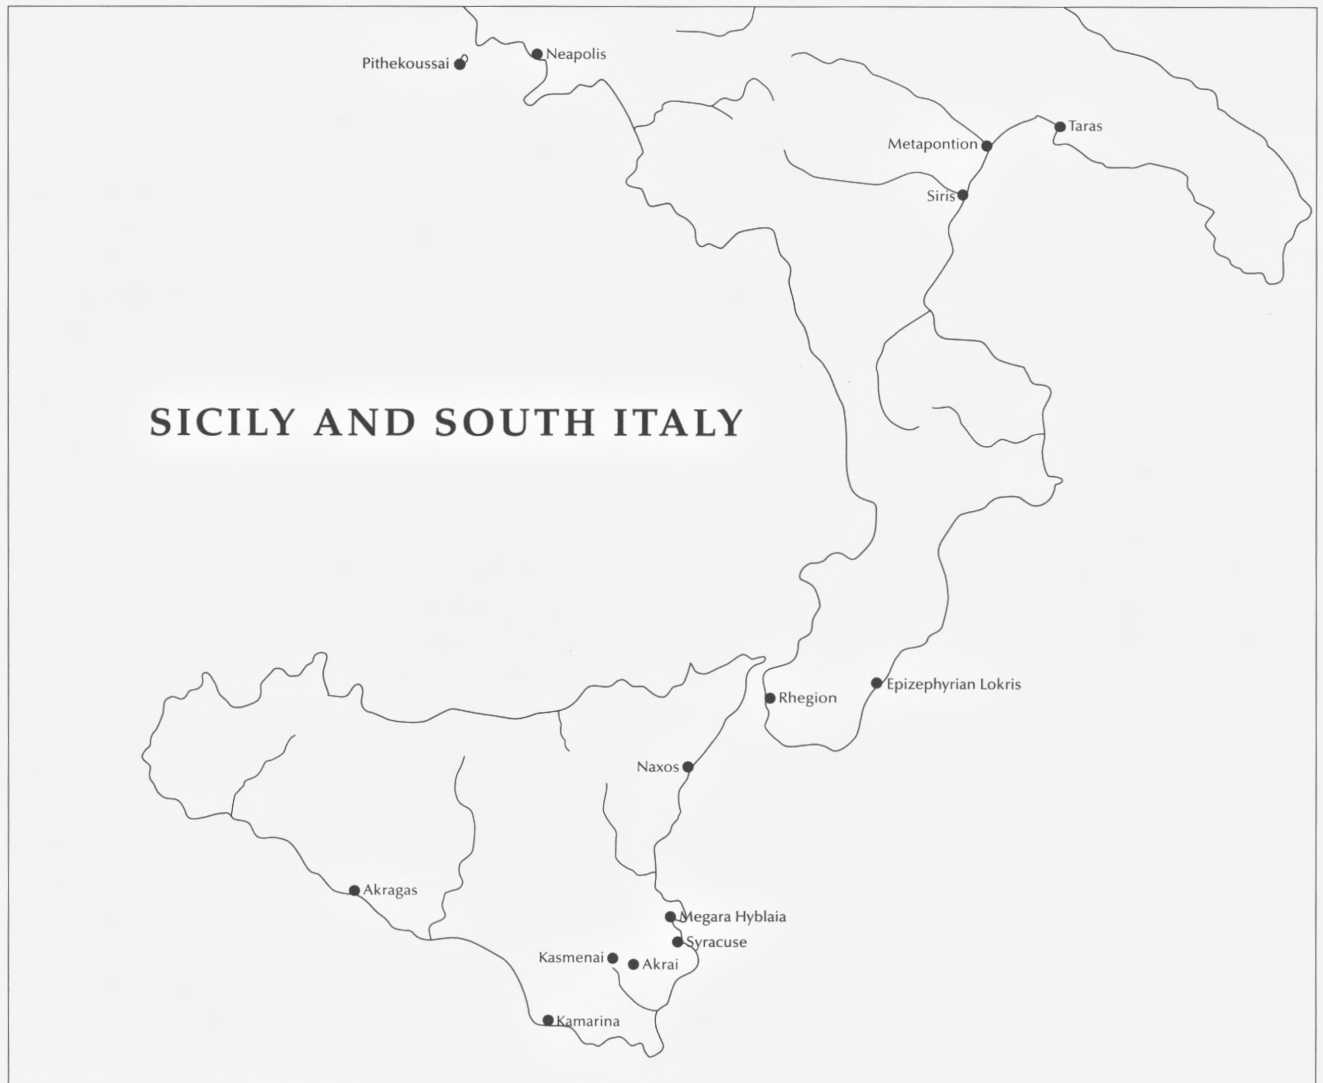 Neapolis
Pithekoussai
Taras
Metapontion
Siris
SICILY AND SOUTH ITALY
Epizephyrian Lokris
Rhegion
Naxos
Akragas
Megara Hyblaia
Syracuse
Kasmenai
Akrai
Kamarina